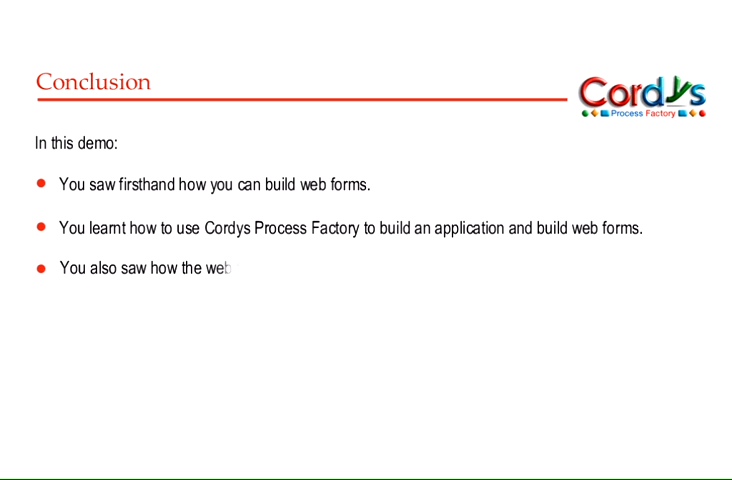 Conclusion
Cordys
Process Factory
In this demo:
You saw firsthand how you can build web forms.
You learnt how to use Cordys Process Factory to build an application and build web forms.
You also saw how the web